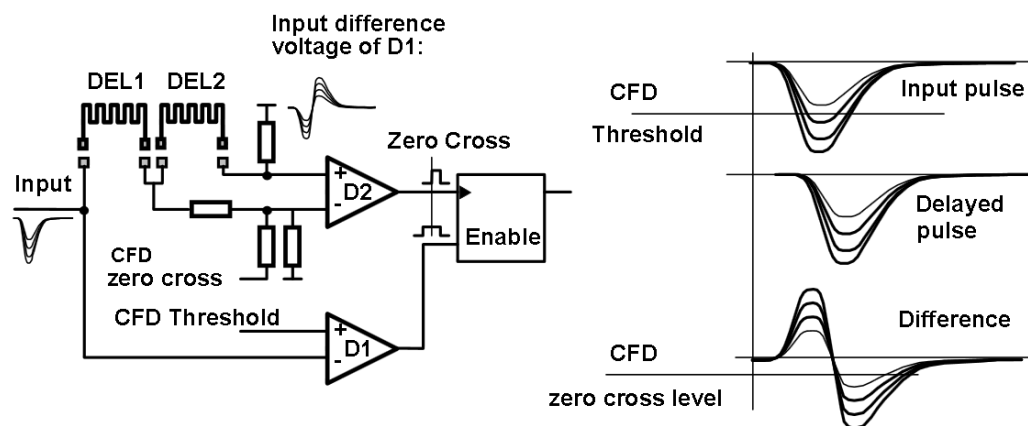 Input difference
voltage of D1:
DEL1 DEL2
Input
Zero Cross
+
D2
-
Enable
CFD
zero cross
CFD Threshold
+
D1
-
CFD
Threshold
Input pulse
Delayed
pulse
Difference
CFD
zero cross level